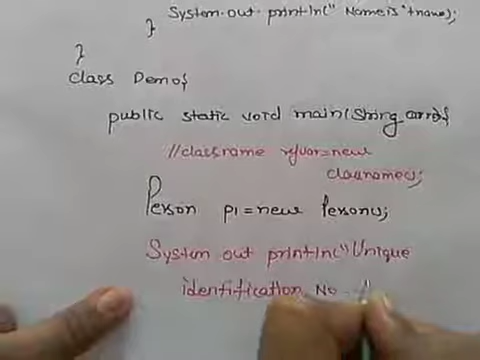 System.out.println(" Name is "+name);
}
}
class Demo{
public static void main(String arr[]){
//classname refvar=new
classname();
Person p1=new Person();
System out println("Unique
identification No